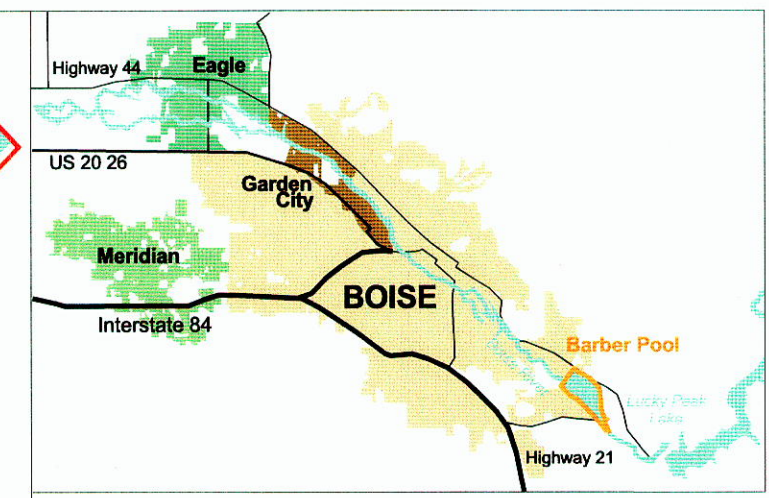 Highway 44
Eagle
US 20 26
Garden
City
Meridian
BOISE
Interstate 84
Barber Pool
Lucky Peak
Lake
Highway 21